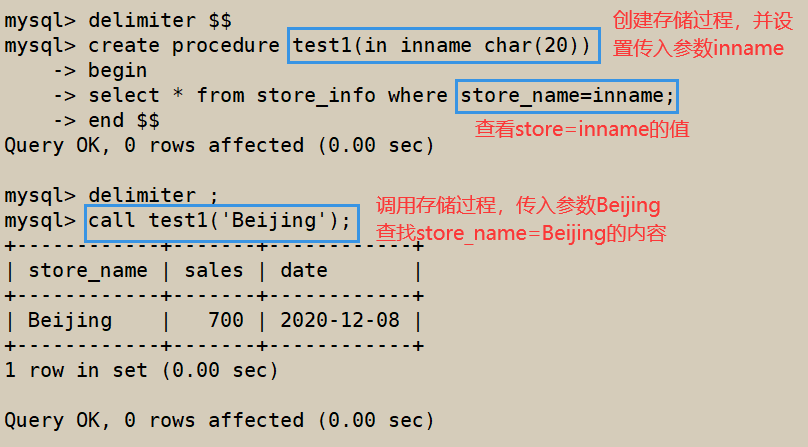 mysql> delimiter $$
mysql> create procedure test1(in inname char(20))
创建存储过程，并设
置传入参数inname
-> begin
-> select * from store_info where store_name=inname;
-> end $$
查看store=inname的值
Query OK, 0 rows affected (0.00 sec)
mysql> delimiter ;
mysql> call test1('Beijing');
调用存储过程，传入参数Beijing
查找store_name=Beijing的内容
+------------+-------+------------+
| store_name | sales | date       |
+------------+-------+------------+
| Beijing    |   700 | 2020-12-08 |
+------------+-------+------------+
1 row in set (0.00 sec)
Query OK, 0 rows affected (0.00 sec)